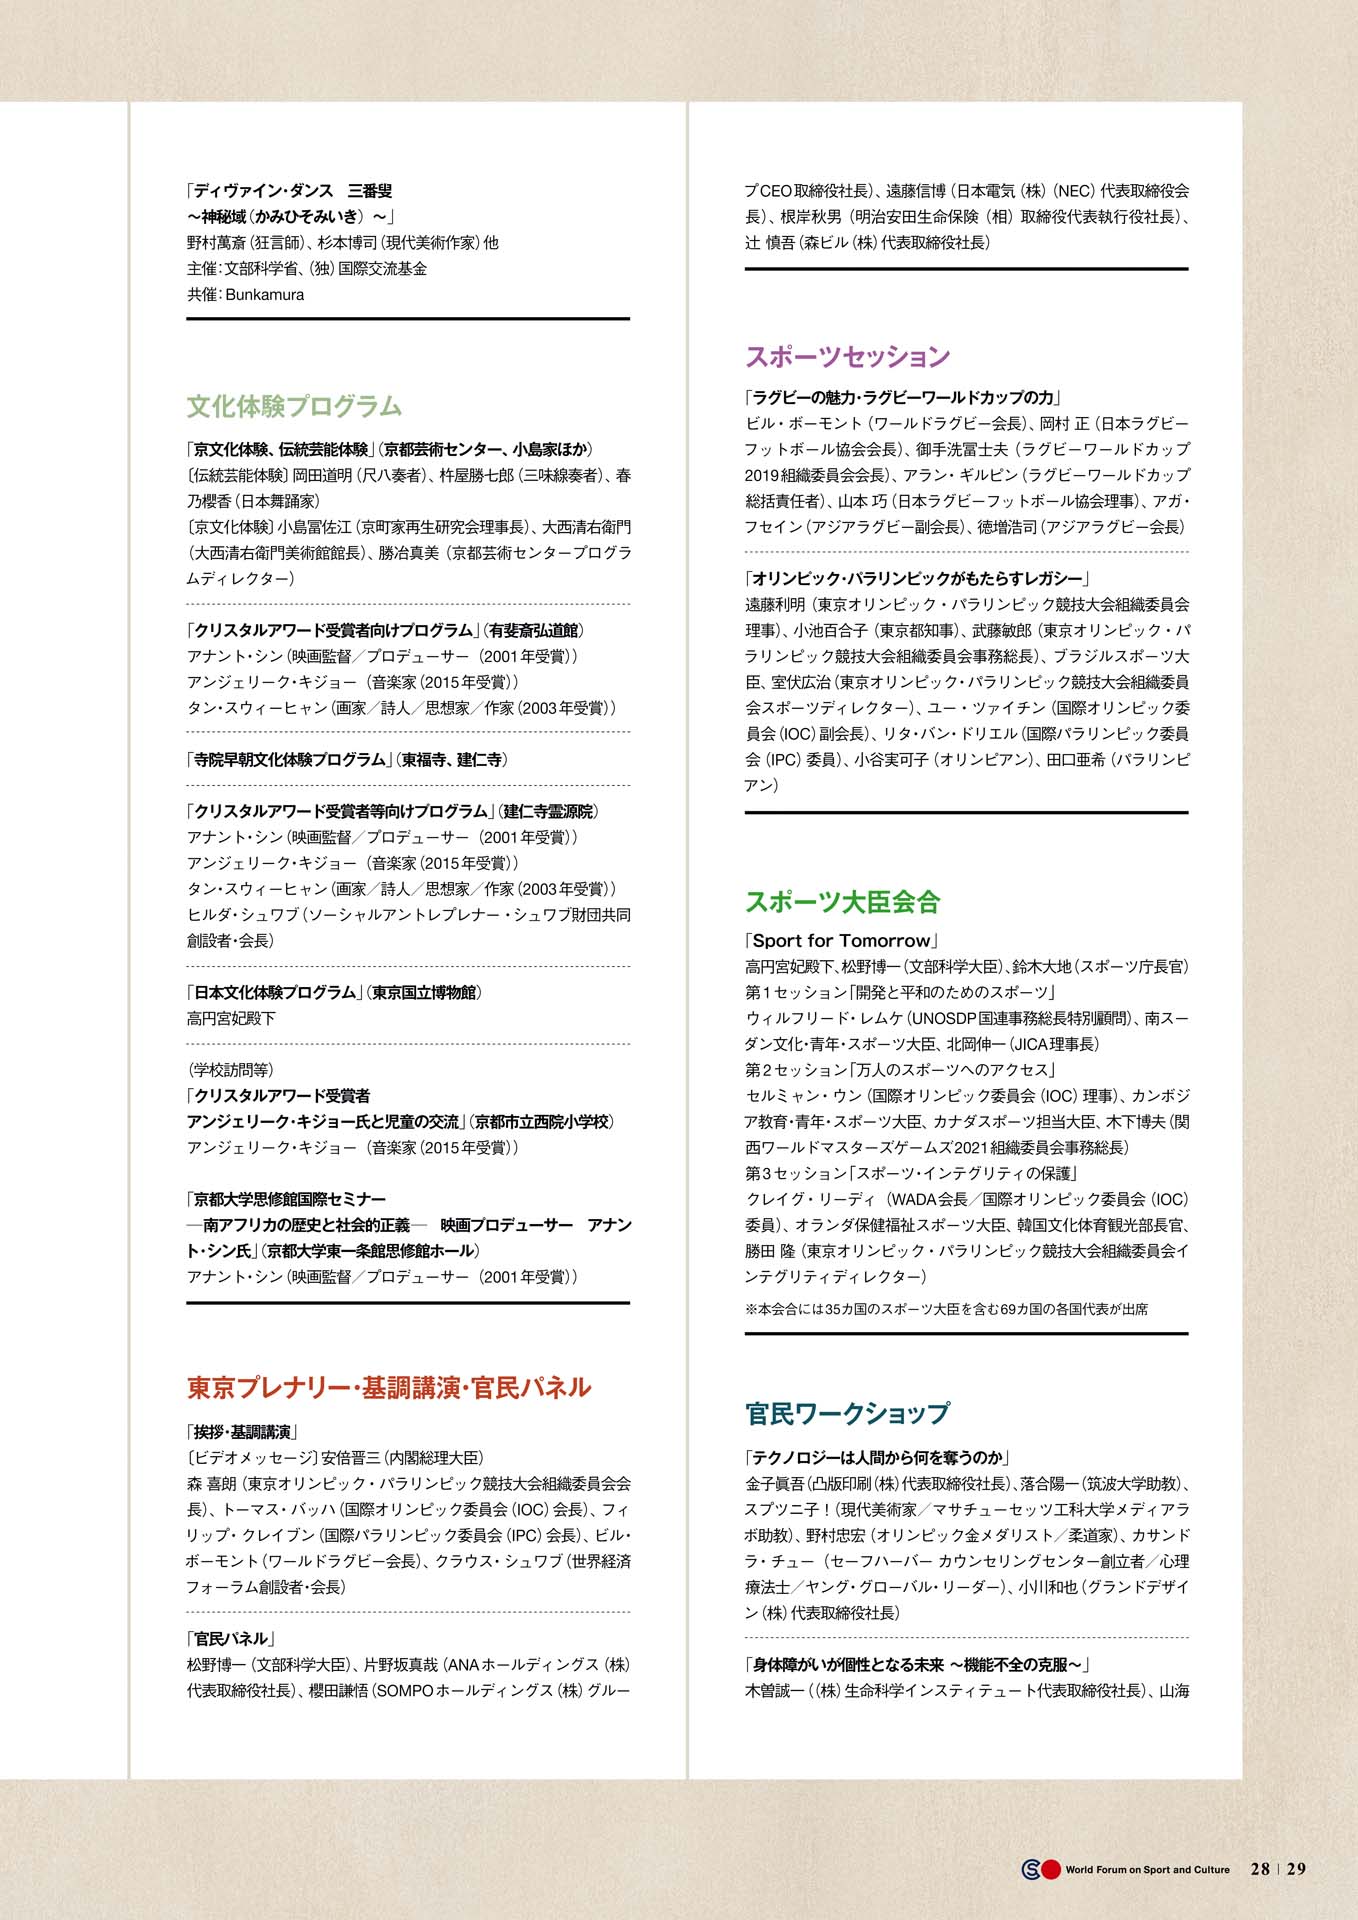 「ディヴァイン・ダンス　三番叟
～神秘域（かみひそみいき）～」
野村萬斎（狂言師）、杉本博司（現代美術作家）他
主催：文部科学省、（独）国際交流基金
共催：Bunkamura
文化体験プログラム
「京文化体験、伝統芸能体験」（京都芸術センター、小島家ほか）
〔伝統芸能体験〕岡田道明（尺八奏者）、杵屋勝七郎（三味線奏者）、春
乃櫻香（日本舞踊家）
〔京文化体験〕小島冨佐江（京町家再生研究会理事長）、大西清右衛門
（大西清右衛門美術館館長）、勝冶真美（京都芸術センタープログラ
ムディレクター）
「クリスタルアワード受賞者向けプログラム」（有斐斎弘道館）
アナント・シン（映画監督／プロデューサー（2001年受賞））
アンジェリーク・キジョー（音楽家（2015年受賞））
タン・スウィーヒャン（画家／詩人／思想家／作家（2003年受賞））
「寺院早朝文化体験プログラム」（東福寺、建仁寺）
「クリスタルアワード受賞者等向けプログラム」（建仁寺霊源院）
アナント・シン（映画監督／プロデューサー（2001年受賞））
アンジェリーク・キジョー（音楽家（2015年受賞））
タン・スウィーヒャン（画家／詩人／思想家／作家（2003年受賞））
ヒルダ・シュワブ（ソーシャルアントレプレナー・シュワブ財団共同
創設者・会長）
「日本文化体験プログラム」（東京国立博物館）
高円宮妃殿下
（学校訪問等）
「クリスタルアワード受賞者
アンジェリーク・キジョー氏と児童の交流」（京都市立西院小学校）
アンジェリーク・キジョー（音楽家（2015年受賞））
「京都大学思修館国際セミナー
―南アフリカの歴史と社会的正義―　映画プロデューサー　アナン
ト・シン氏」（京都大学東一条館思修館ホール）
アナント・シン（映画監督／プロデューサー（2001年受賞））
東京プレナリー・基調講演・官民パネル
「挨拶・基調講演」
〔ビデオメッセージ〕安倍晋三（内閣総理大臣）
森 喜朗（東京オリンピック・パラリンピック競技大会組織委員会会
長）、トーマス・バッハ（国際オリンピック委員会（IOC）会長）、フィ
リップ・クレイブン（国際パラリンピック委員会（IPC）会長）、ビル・
ボーモント（ワールドラグビー会長）、クラウス・シュワブ（世界経済
フォーラム創設者・会長）
「官民パネル」
松野博一（文部科学大臣）、片野坂真哉（ANAホールディングス（株）
代表取締役社長）、櫻田謙悟（SOMPOホールディングス（株）グルー
プCEO取締役社長）、遠藤信博（日本電気（株）（NEC）代表取締役会
長）、根岸秋男（明治安田生命保険（相）取締役代表執行役社長）、
辻 慎吾（森ビル（株）代表取締役社長）
スポーツセッション
「ラグビーの魅力・ラグビーワールドカップの力」
ビル・ボーモント（ワールドラグビー会長）、岡村 正（日本ラグビー
フットボール協会会長）、御手洗冨士夫（ラグビーワールドカップ
2019組織委員会会長）、アラン・ギルピン（ラグビーワールドカップ
総括責任者）、山本 巧（日本ラグビーフットボール協会理事）、アガ・
フセイン（アジアラグビー副会長）、徳増浩司（アジアラグビー会長）
「オリンピック・パラリンピックがもたらすレガシー」
遠藤利明（東京オリンピック・パラリンピック競技大会組織委員会
理事）、小池百合子（東京都知事）、武藤敏郎（東京オリンピック・パ
ラリンピック競技大会組織委員会事務総長）、ブラジルスポーツ大
臣、室伏広治（東京オリンピック・パラリンピック競技大会組織委員
会スポーツディレクター）、ユー・ツァイチン（国際オリンピック委
員会（IOC）副会長）、リタ・バン・ドリエル（国際パラリンピック委員
会（IPC）委員）、小谷実可子（オリンピアン）、田口亜希（パラリンピ
アン）
スポーツ大臣会合
「Sport for Tomorrow」
高円宮妃殿下、松野博一（文部科学大臣）、鈴木大地（スポーツ庁長官）
第1セッション「開発と平和のためのスポーツ」
ウィルフリード・レムケ（UNOSDP国連事務総長特別顧問）、南スー
ダン文化・青年・スポーツ大臣、北岡伸一（JICA理事長）
第2セッション「万人のスポーツへのアクセス」
セルミャン・ウン（国際オリンピック委員会（IOC）理事）、カンボジ
ア教育・青年・スポーツ大臣、カナダスポーツ担当大臣、木下博夫（関
西ワールドマスターズゲームズ2021組織委員会事務総長）
第3セッション「スポーツ・インテグリティの保護」
クレイグ・リーディ（WADA会長／国際オリンピック委員会（IOC）
委員）、オランダ保健福祉スポーツ大臣、韓国文化体育観光部長官、
勝田 隆（東京オリンピック・パラリンピック競技大会組織委員会イ
ンテグリティディレクター）
※本会合には35カ国のスポーツ大臣を含む69カ国の各国代表が出席
官民ワークショップ
「テクノロジーは人間から何を奪うのか」
金子眞吾（凸版印刷（株）代表取締役社長）、落合陽一（筑波大学助教）、
スプツニ子！（現代美術家／マサチューセッツ工科大学メディアラ
ボ助教）、野村忠宏（オリンピック金メダリスト／柔道家）、カサンド
ラ・チュー（セーフハーバー カウンセリングセンター創立者／心理
療法士／ヤング・グローバル・リーダー）、小川和也（グランドデザイ
ン（株）代表取締役社長）
「身体障がいが個性となる未来 ～機能不全の克服～」
木曽誠一（（株）生命科学インスティテュート代表取締役社長）、山海
World Forum on Sport and Culture 28 | 29